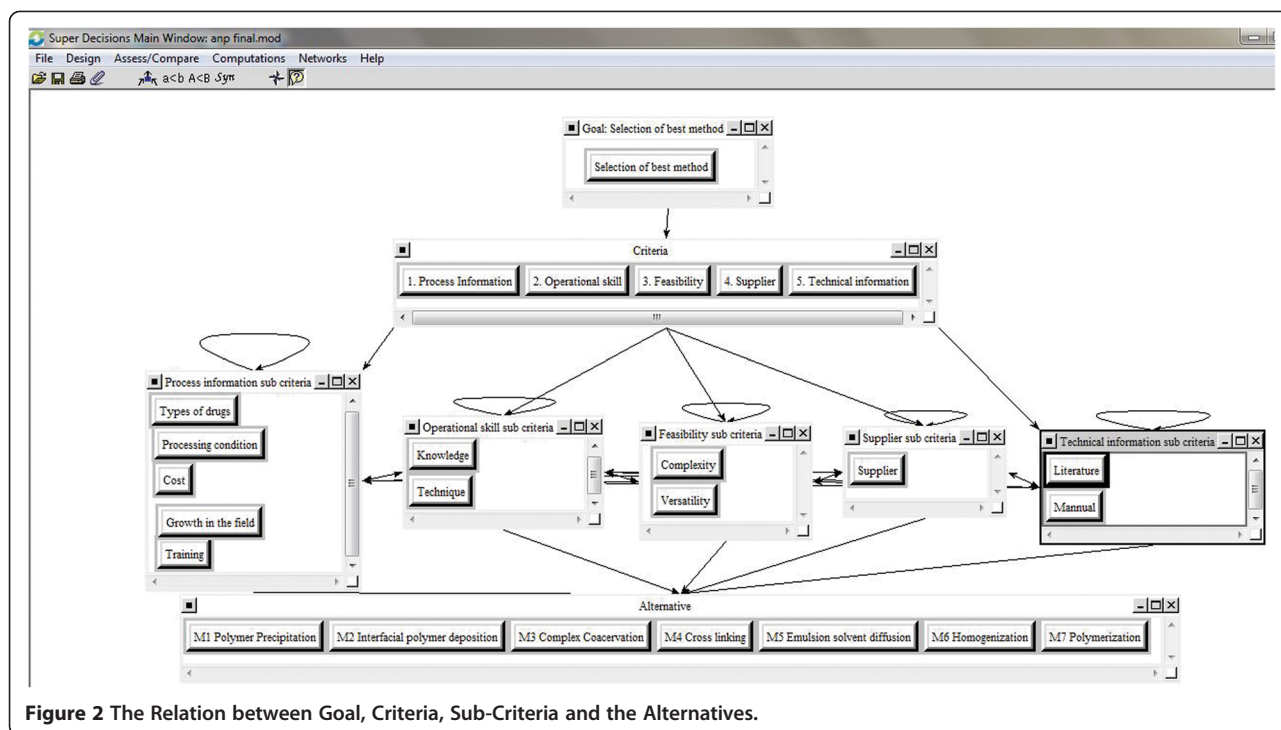 Super Decisions Main Window: anp final.mod
File Design Assess/Compare Computations Networks Help
a<b A<B Syn
Goal: Selection of best method
Selection of best method
Criteria
1. Process Information 2. Operational skill 3. Feasibility 4. Supplier 5. Technical information
Process information sub criteria
Types of drugs
Processing condition
Cost
Growth in the field
Training
Operational skill sub criteria
Knowledge
Technique
Feasibility sub criteria
Complexity
Versatility
Supplier sub criteria
Supplier
Technical information sub criteria
Literature
Mannual
Alternative
M1 Polymer Precipitation M2 Interfacial polymer deposition M3 Complex Coacervation M4 Cross linking M5 Emulsion solvent diffusion M6 Homogenization M7 Polymerization
Figure 2 The Relation between Goal, Criteria, Sub-Criteria and the Alternatives.